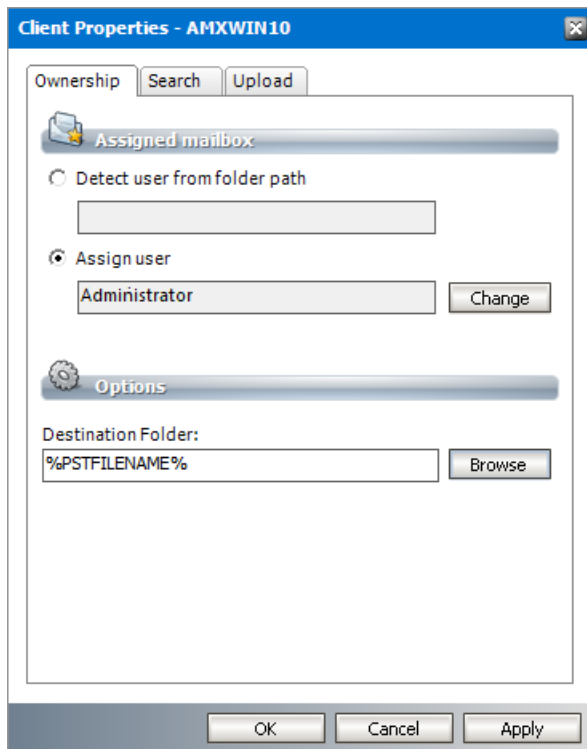 Client Properties - AMXWIN10
Ownership Search Upload
Assigned mailbox
Detect user from folder path
Assign user
Administrator
Change
Options
Destination Folder:
%PSTFILENAME%
Browse
OK Cancel Apply